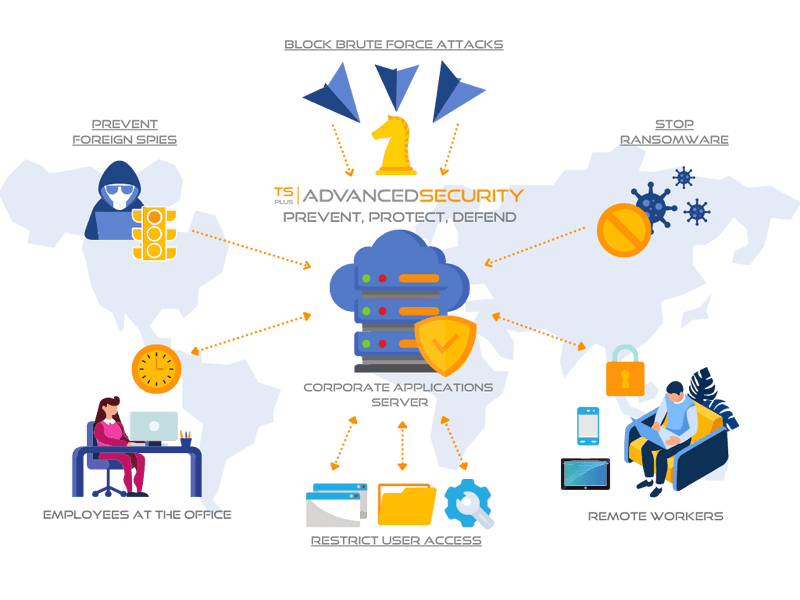 BLOCK BRUTE FORCE ATTACKS
PREVENT
FOREIGN SPIES
STOP
RANSOMWARE
TS PLUS | ADVANCEDSECURITY
PREVENT, PROTECT, DEFEND
CORPORATE APPLICATIONS
SERVER
EMPLOYEES AT THE OFFICE
REMOTE WORKERS
RESTRICT USER ACCESS